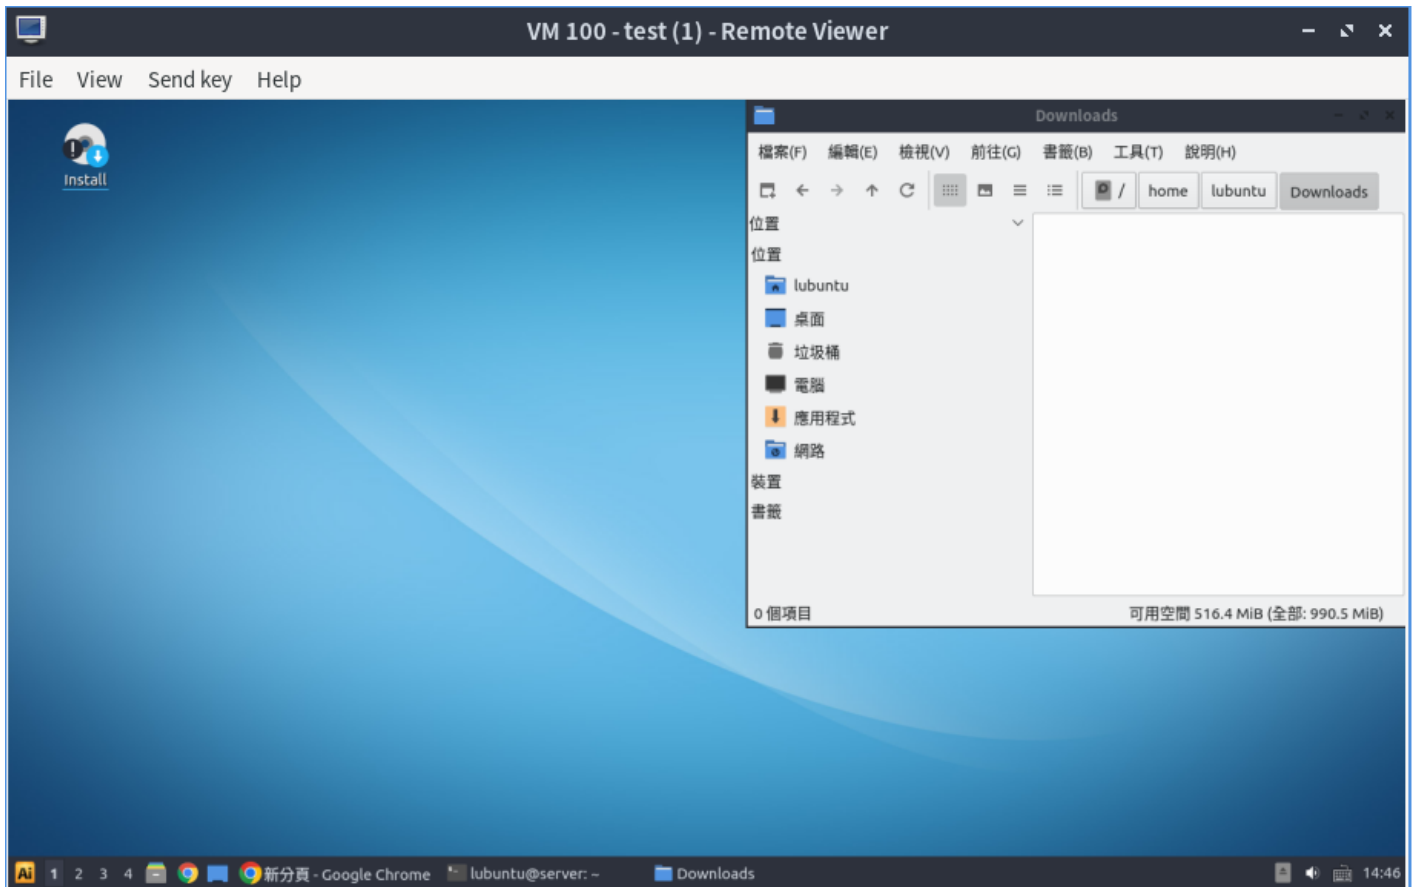 VM 100 - test (1) - Remote Viewer
File View Send key Help
Install
Downloads
檔案(F) 編輯(E) 檢視(V) 前往(G) 書籤(B) 工具(T) 說明(H)
/ home lubuntu Downloads
位置
位置
lubuntu
桌面
垃圾桶
電腦
應用程式
網路
裝置
書籤
0 個項目 可用空間 516.4 MiB (全部: 990.5 MiB)
Ai 1 2 3 4 新分頁 - Google Chrome lubuntu@server: ~ Downloads 14:46